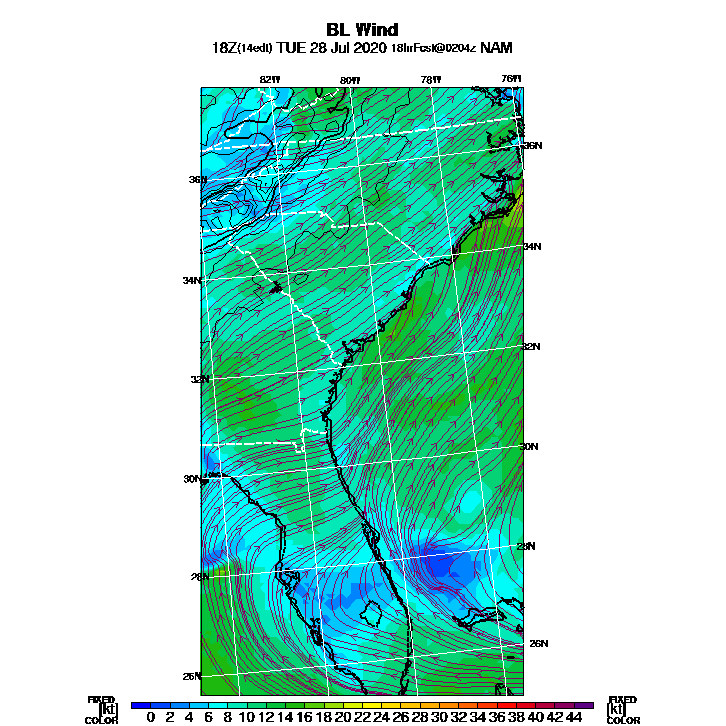 BL Wind
18Z(14edt) TUE 28 Jul 2020 18hrFcst@0204z NAM
82W 80W 78W 76W
36N
36N
34N
34N
32N
32N
30N
30N
28N
28N
26N
26N
FIXED FIXED
[kt] 0 2 4 6 8 10 12 14 16 18 20 22 24 26 28 30 32 34 36 38 40 42 44 [kt]
COLOR COLOR